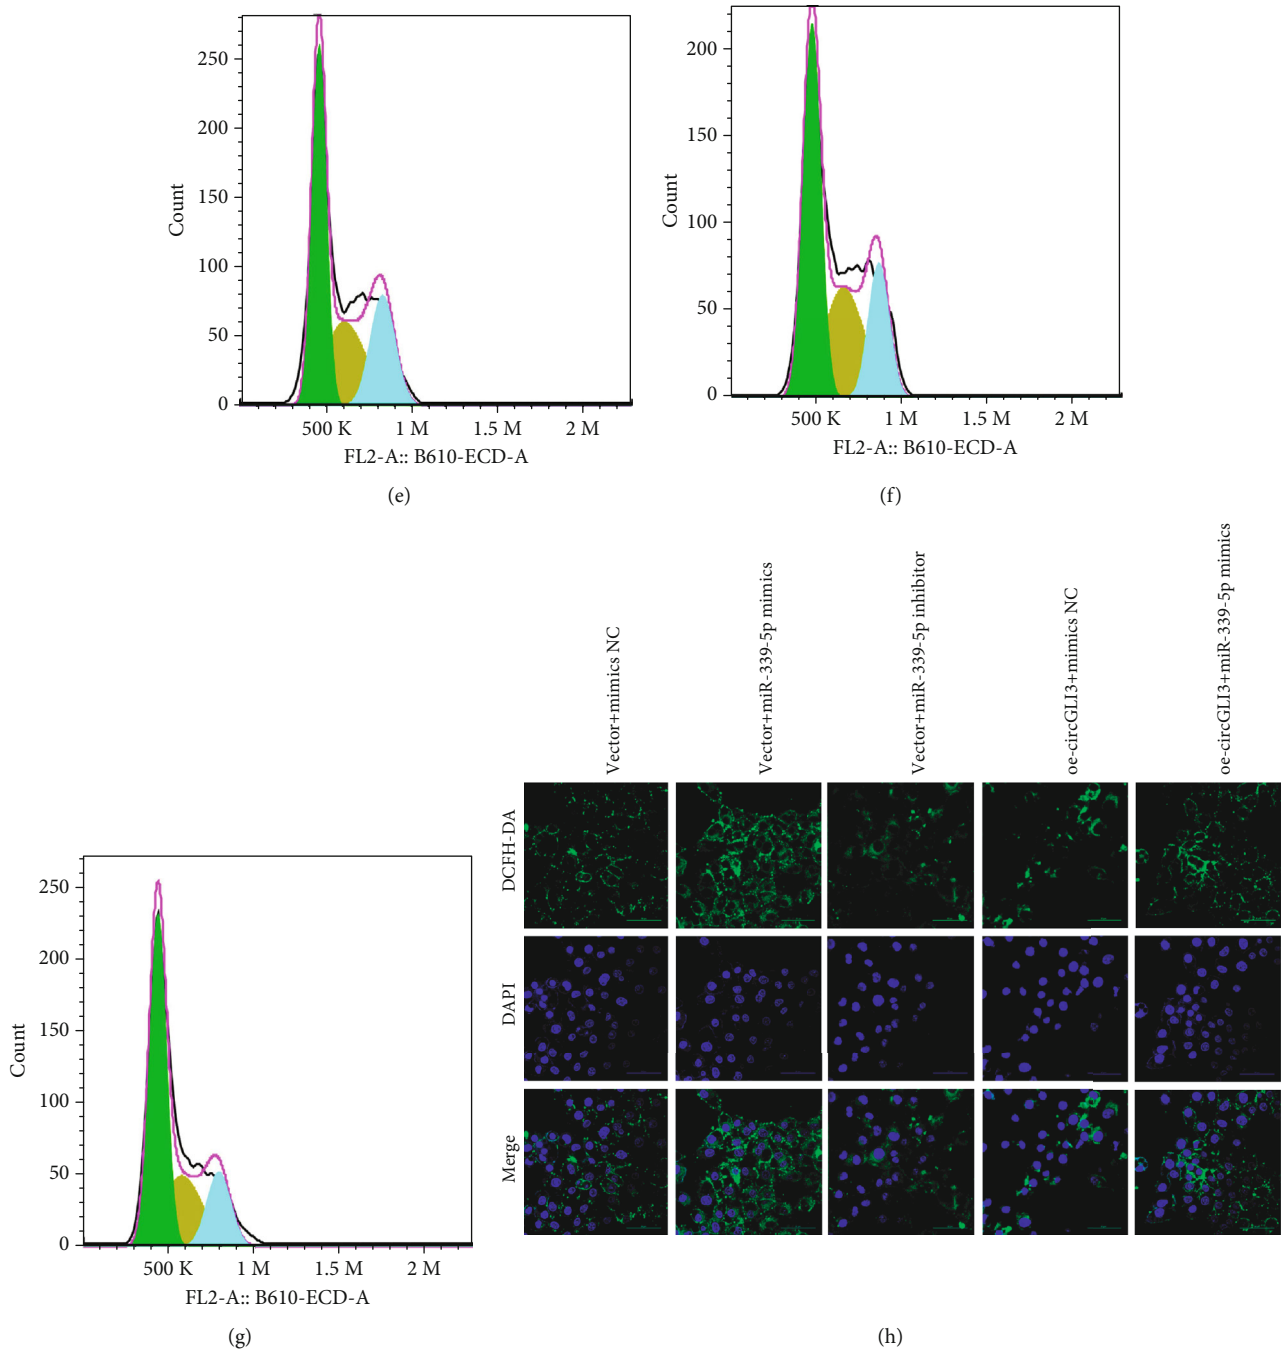 250
200
150
100
50
0
Count
500 K 1 M 1.5 M 2 M
FL2-A:: B610-ECD-A
(e)
200
150
100
50
0
Count
500 K 1 M 1.5 M 2 M
FL2-A:: B610-ECD-A
(f)
250
200
150
100
50
0
Count
500 K 1 M 1.5 M 2 M
FL2-A:: B610-ECD-A
(g)
Vector+mimics NC
Vector+miR-339-5p mimics
Vector+miR-339-5p inhibitor
oe-circGLI3+mimics NC
oe-circGLI3+miR-339-5p mimics
DCFH-DA
DAPI
Merge
(h)